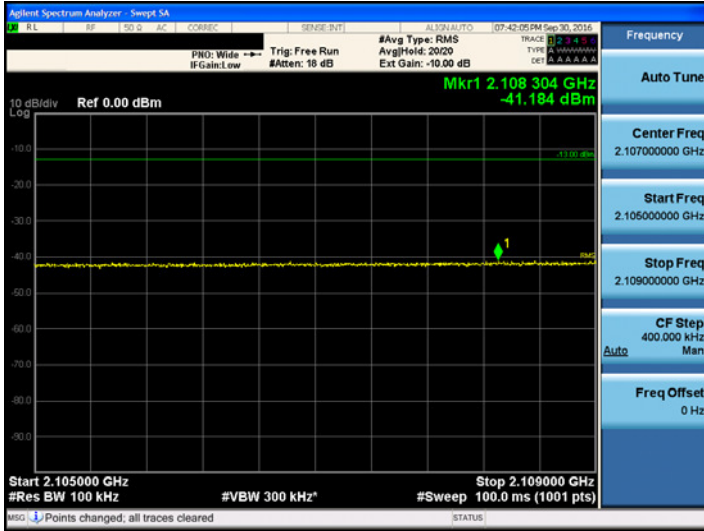 Agilent Spectrum Analyzer - Swept SA
RL RF 50 Ω AC CORREC SENSE:INT ALIGN AUTO 07:42:05 PM Sep 30, 2016
PNO: Wide Trig: Free Run #Avg Type: RMS TRACE 1 2 3 4 5 6
IFGain:Low #Atten: 18 dB Avg|Hold: 20/20 TYPE A
Ext Gain: -10.00 dB DET A A A A A A
Mkr1 2.108 304 GHz
-41.184 dBm
10 dB/div Ref 0.00 dBm
Log
-10.0
-13.00 dBm
-20.0
-30.0
1
-40.0
RMS
-50.0
-60.0
-70.0
-80.0
-90.0
Start 2.105000 GHz Stop 2.109000 GHz
#Res BW 100 kHz #VBW 300 kHz* #Sweep 100.0 ms (1001 pts)
MSG Points changed; all traces cleared STATUS
Frequency
Auto Tune
Center Freq
2.107000000 GHz
Start Freq
2.105000000 GHz
Stop Freq
2.109000000 GHz
CF Step
400.000 kHz
Auto Man
Freq Offset
0 Hz